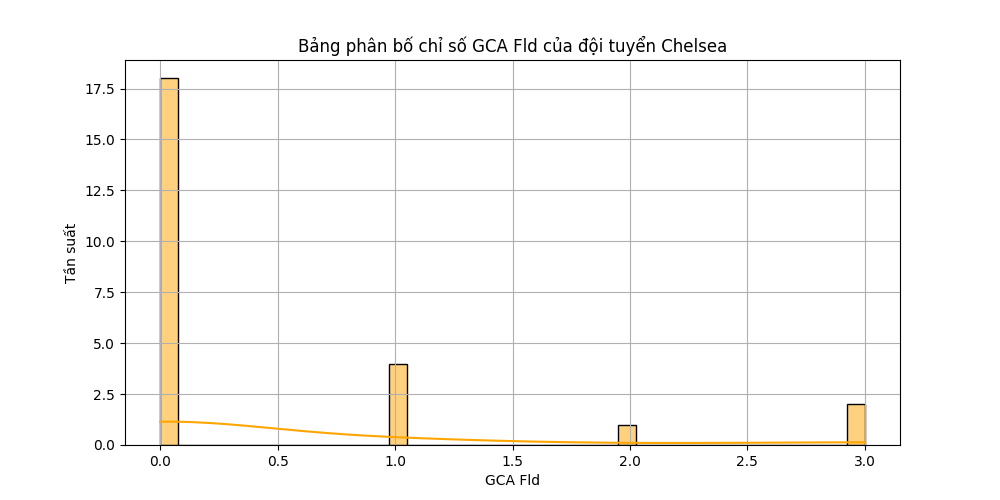 Bảng phân bố chỉ số GCA Fld của đội tuyển Chelsea
17.5
15.0
12.5
10.0
7.5
5.0
2.5
0.0
Tần suất
0.0 0.5 1.0 1.5 2.0 2.5 3.0
GCA Fld